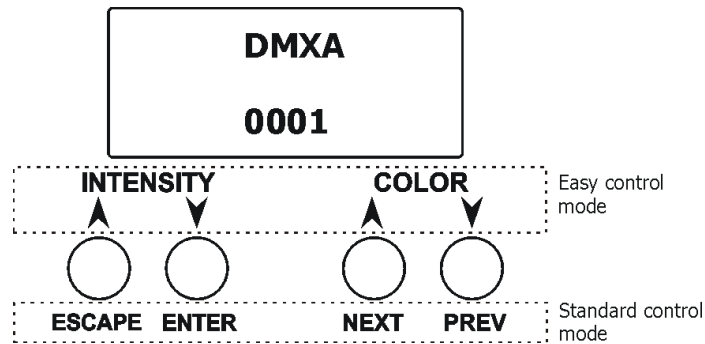 DMXA
0001
INTENSITY COLOR
Easy control
mode
ESCAPE ENTER NEXT PREV
Standard control
mode